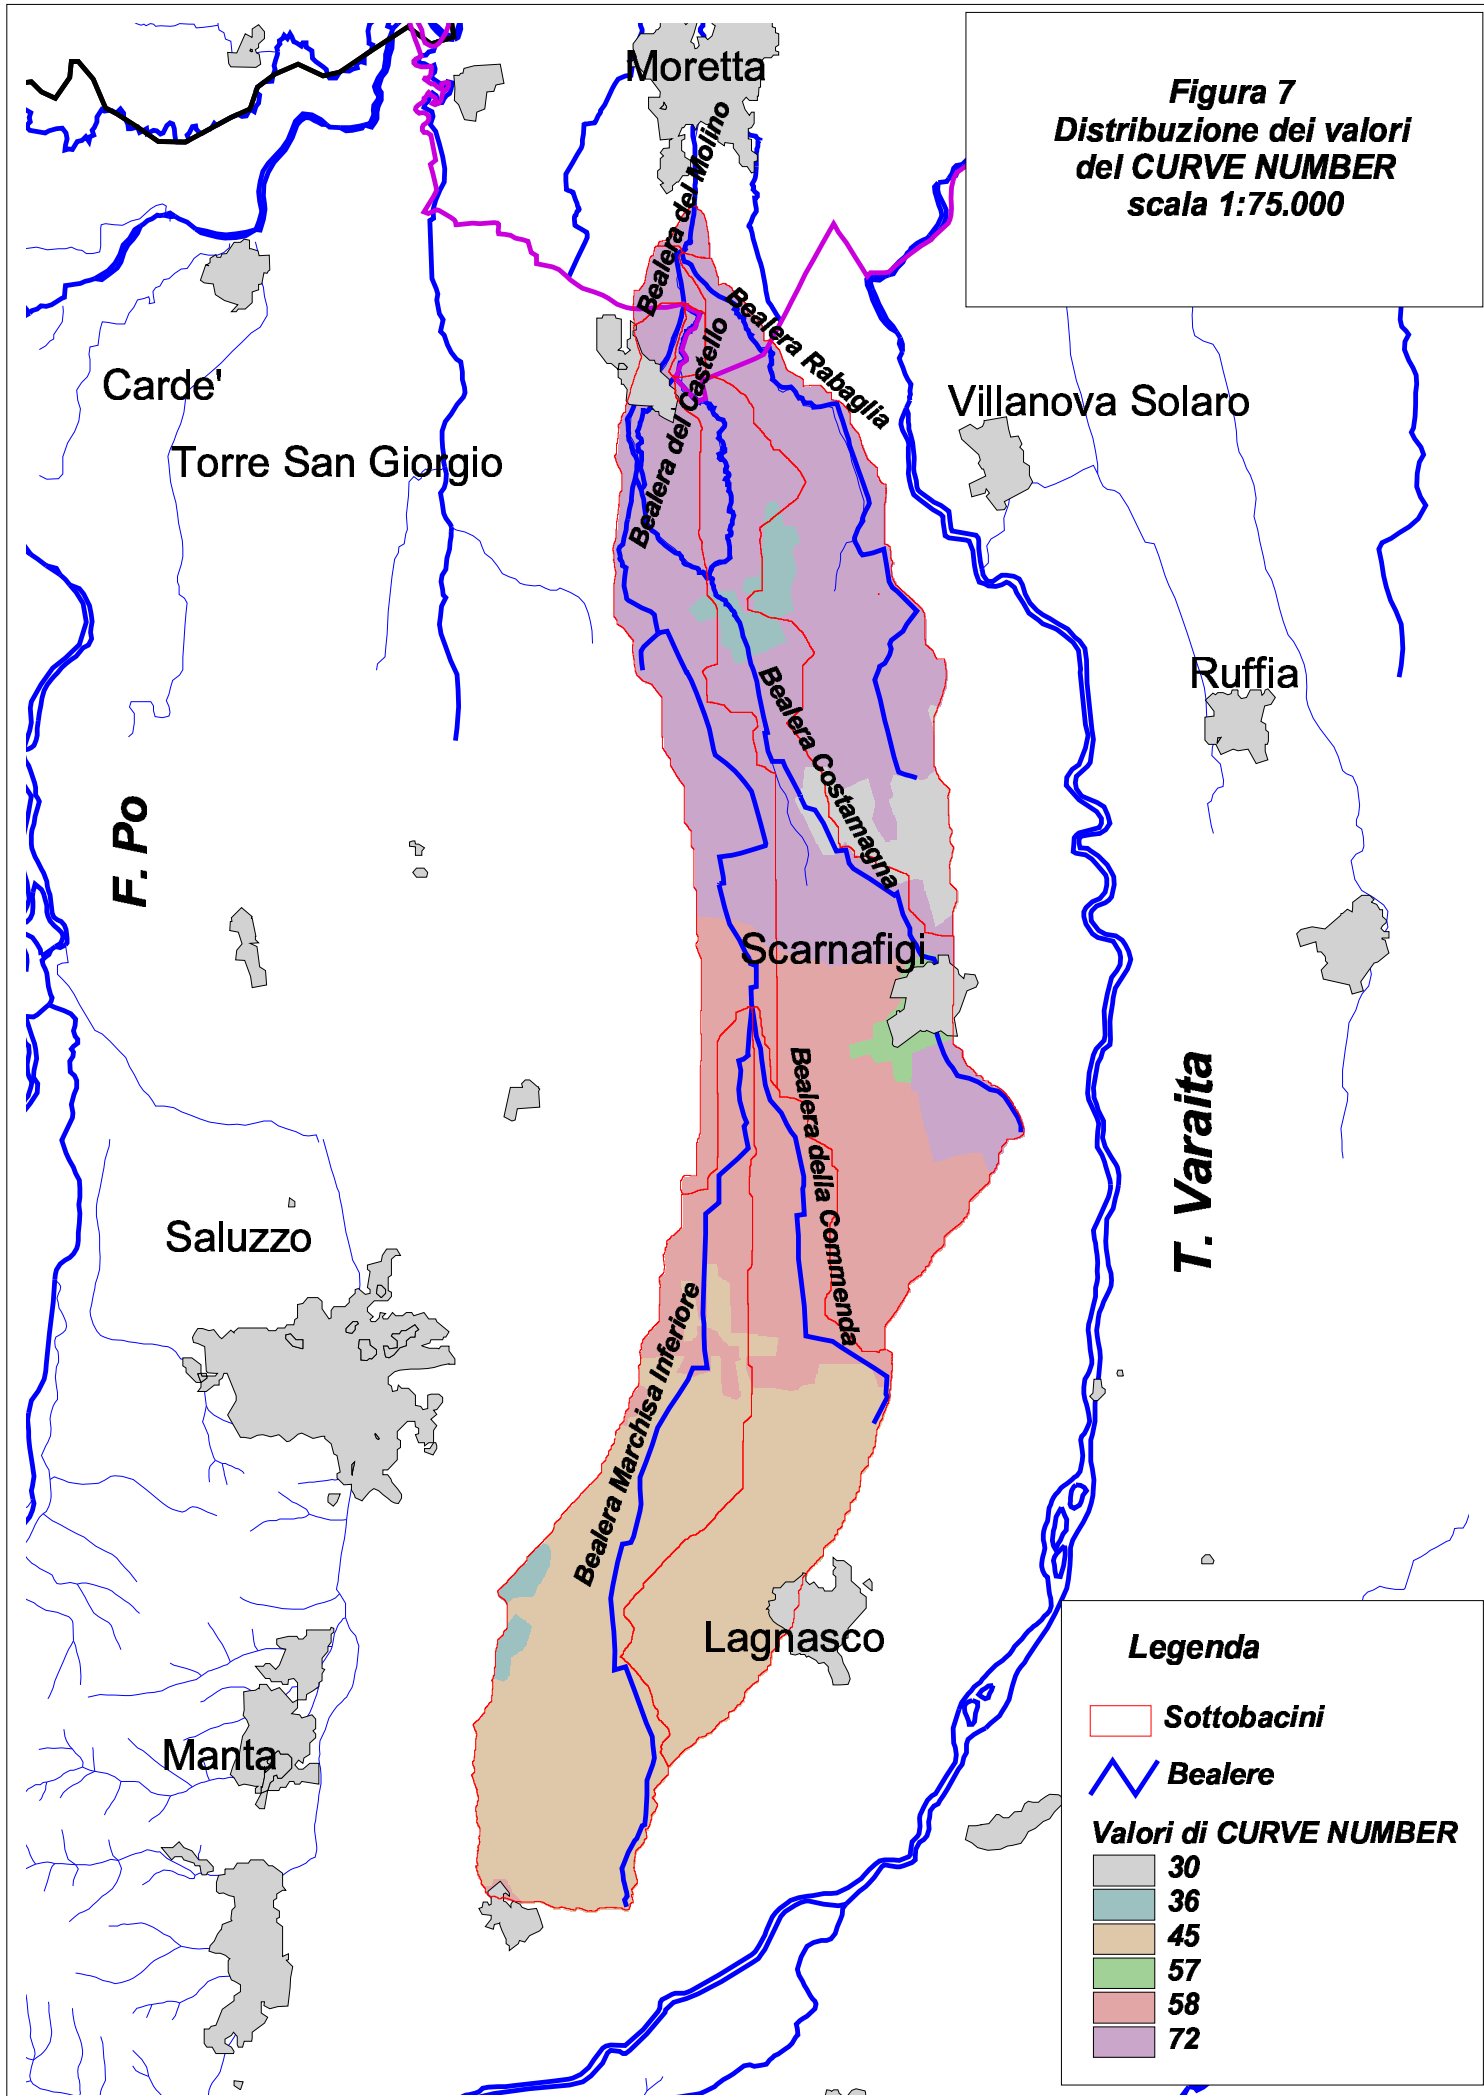 Figura 7
Distribuzione dei valori
del CURVE NUMBER
scala 1:75.000
Moretta
Bealera del Molino
Bealera Rabaglia
Bealera del Castello
Carde'
Villanova Solaro
Torre San Giorgio
Ruffia
Bealera Costamagna
F. Po
Scarnafigi
Bealera della Commenda
T. Varaita
Saluzzo
Bealera Marchisa Inferiore
Lagnasco
Manta
Legenda
Sottobacini
Bealere
Valori di CURVE NUMBER
30
36
45
57
58
72